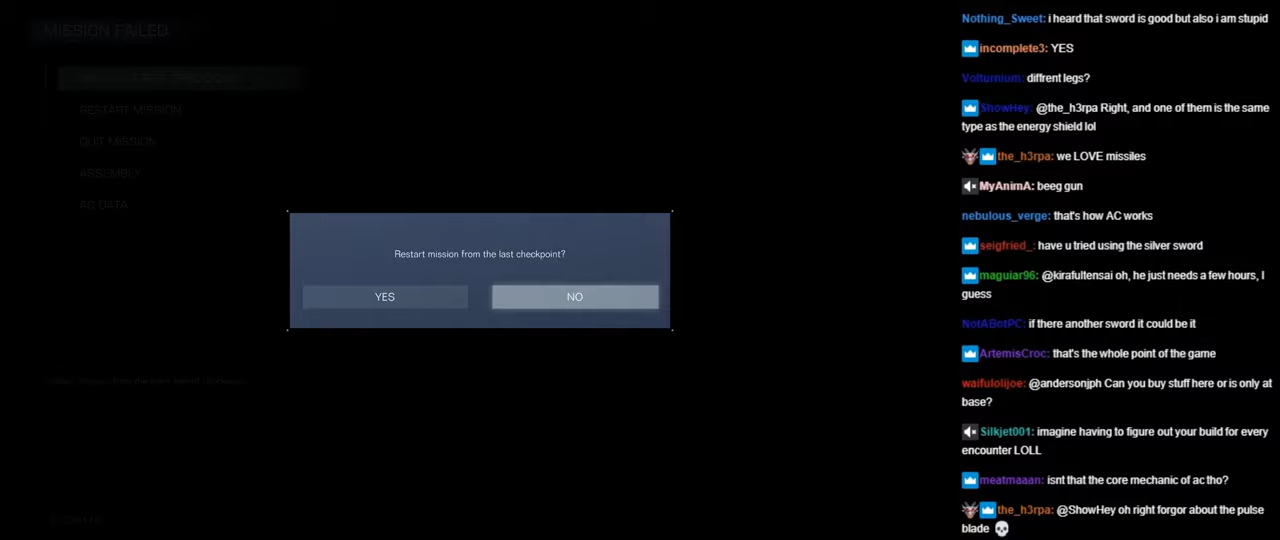 MISSION FAILED
RESTART MISSION
QUIT MISSION
ASSEMBLY
AC DATA
Restart mission from the last checkpoint?
YES NO
Nothing_Sweet: i heard that sword is good but also i am stupid
incomplete3: YES
Volturnium: diffrent legs?
ShowHey: @the_h3rpa Right, and one of them is the same
type as the energy shield lol
the_h3rpa: we LOVE missiles
MyAnimA: beeg gun
nebulous_verge: that's how AC works
seigfried_: have u tried using the silver sword
maguiar96: @kirafultensai oh, he just needs a few hours, I
guess
NotABotPC: if there another sword it could be it
ArtemisCroc: that's the whole point of the game
waifulolijoe: @andersonjph Can you buy stuff here or is only at
base?
Silkjet001: imagine having to figure out your build for every
encounter LOLL
meatmaaan: isnt that the core mechanic of ac tho?
the_h3rpa: @ShowHey oh right forgor about the pulse
blade 💀